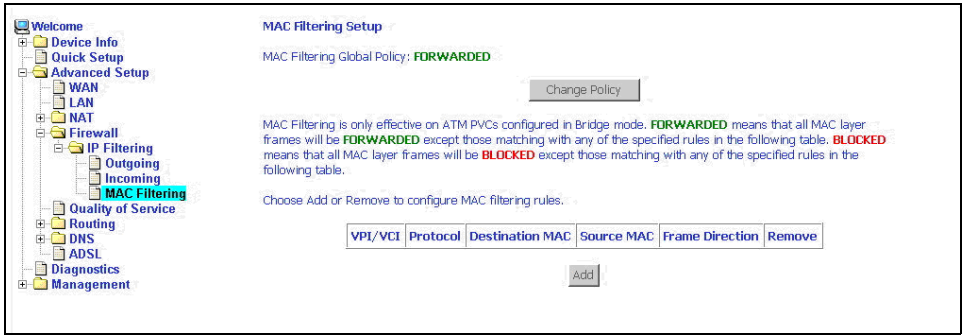 Welcome
Device Info
Quick Setup
Advanced Setup
WAN
LAN
NAT
Firewall
IP Filtering
Outgoing
Incoming
MAC Filtering
Quality of Service
Routing
DNS
ADSL
Diagnostics
Management
MAC Filtering Setup
MAC Filtering Global Policy: FORWARDED
Change Policy
MAC Filtering is only effective on ATM PVCs configured in Bridge mode. FORWARDED means that all MAC layer
frames will be FORWARDED except those matching with any of the specified rules in the following table. BLOCKED
means that all MAC layer frames will be BLOCKED except those matching with any of the specified rules in the
following table.
Choose Add or Remove to configure MAC filtering rules.
VPI/VCI Protocol Destination MAC Source MAC Frame Direction Remove
Add